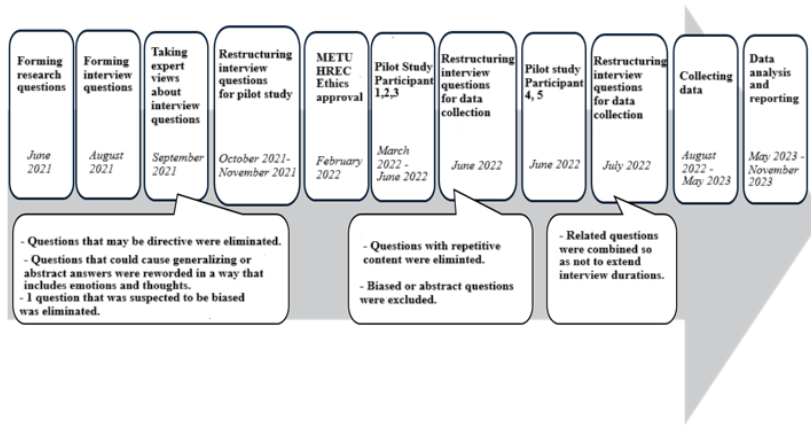 Forming
research
questions
June
2021
Forming
interview
questions
August
2021
Taking
expert
views
about
interview
questions
September
2021
Restructuring
interview
questions
for pilot study
October 2021-
November 2021
METU
HREC
Ethics
approval
February
2022
Pilot Study
Participant
1,2,3
March
2022 -
June 2022
Restructuring
interview
questions
for data
collection
June 2022
Pilot study
Participant
4, 5
June 2022
Restructuring
interview
questions
for data
collection
July 2022
Collecting
data
August
2022 -
May 2023
Data
analysis
and
reporting
May 2023 -
November
2023
- Questions that may be directive were eliminated.
- Questions that could cause generalizing or
abstract answers were reworded in a way that
includes emotions and thoughts.
- 1 question that was suspected to be biased
was eliminated.
- Questions with repetitive
content were eliminted.
- Biased or abstract questions
were excluded.
- Related questions
were combined so
as not to extend
interview durations.